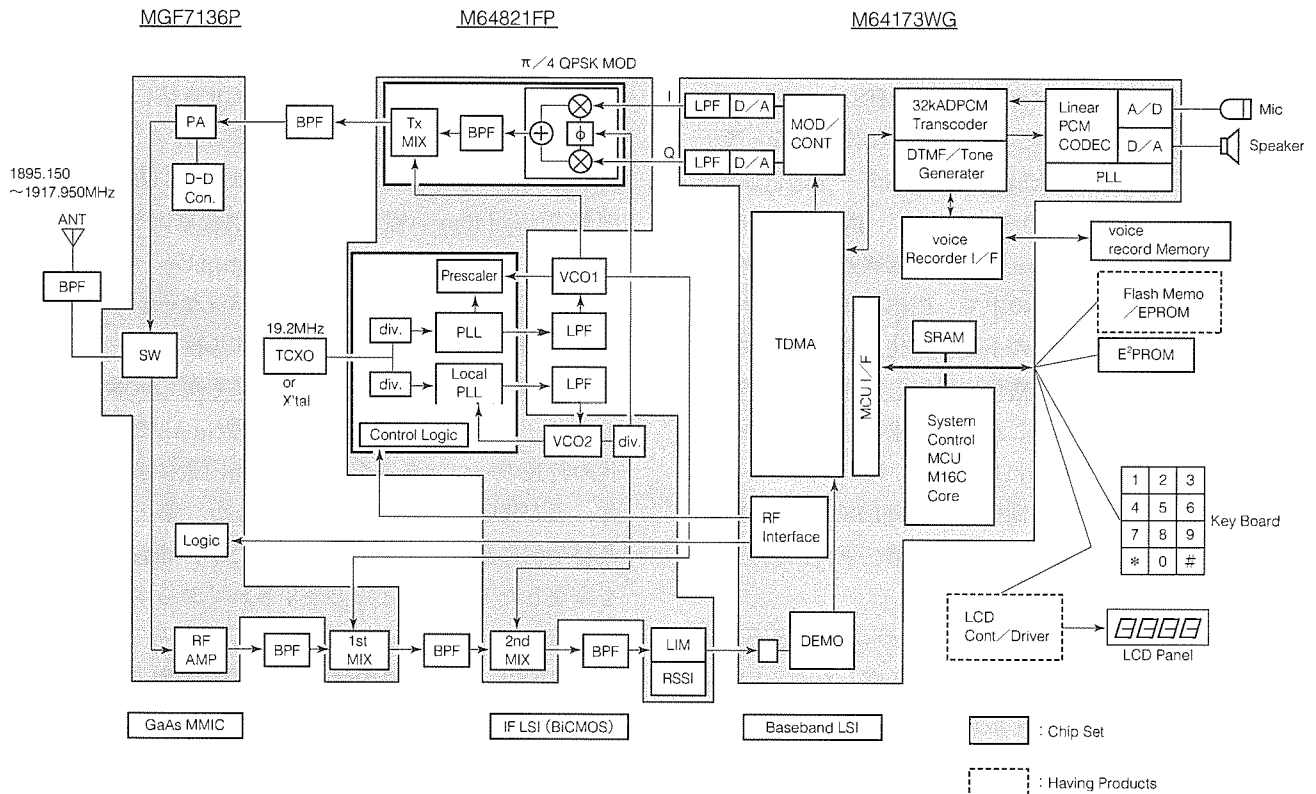 MGF7136P
M64821FP
M64173WG
π/4 QPSK MOD
PA
BPF
Tx
MIX
BPF
ϕ
I
Q
LPF
D/A
LPF
D/A
MOD/
CONT
32kADPCM
Transcoder
DTMF/Tone
Generater
Linear
PCM
CODEC
A/D
D/A
PLL
Mic
Speaker
D-D
Con.
1895.150
~1917.950MHz
ANT
BPF
SW
19.2MHz
TCXO
or
X'tal
Prescaler
div.
PLL
div.
Local
PLL
Control Logic
VCO1
LPF
LPF
VCO2
div.
TDMA
voice
Recorder I/F
voice
record Memory
Flash Memo
/EPROM
E²PROM
MCU I/F
SRAM
System
Control
MCU
M16C
Core
1 2 3
4 5 6
7 8 9
* 0 #
Key Board
Logic
RF
Interface
RF
AMP
BPF
1st
MIX
BPF
2nd
MIX
BPF
LIM
RSSI
DEMO
LCD
Cont/Driver
8888
LCD Panel
GaAs MMIC
IF LSI (BiCMOS)
Baseband LSI
: Chip Set
: Having Products